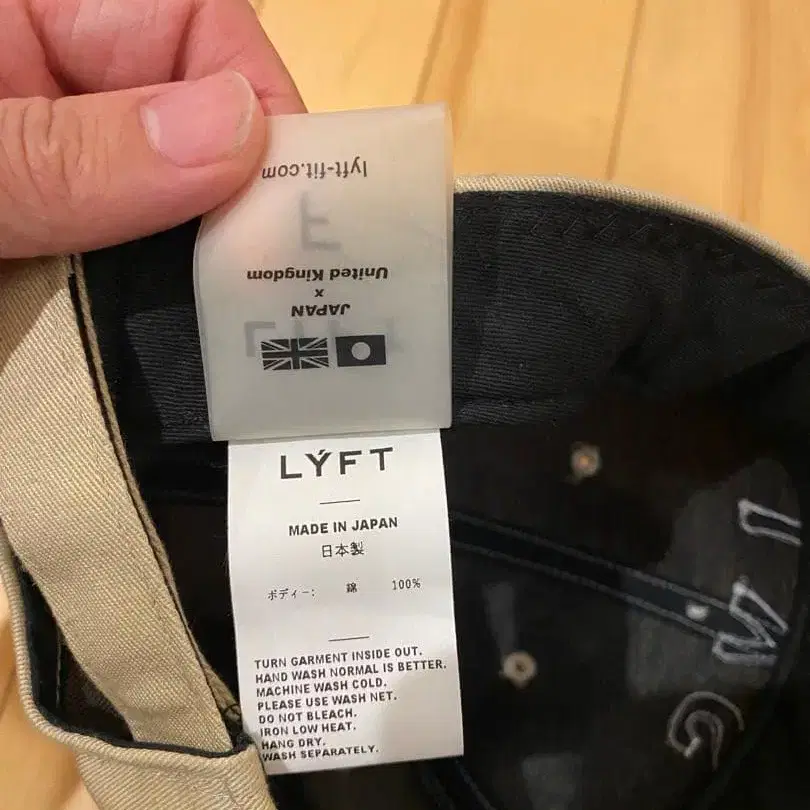 lyft-fit.com
United Kingdom
x
JAPAN
LÝFT
MADE IN JAPAN
日本製
ボディー: 綿 100%
TURN GARMENT INSIDE OUT.
HAND WASH NORMAL IS BETTER.
MACHINE WASH COLD.
PLEASE USE WASH NET.
DO NOT BLEACH.
IRON LOW HEAT.
HANG DRY.
WASH SEPARATELY.